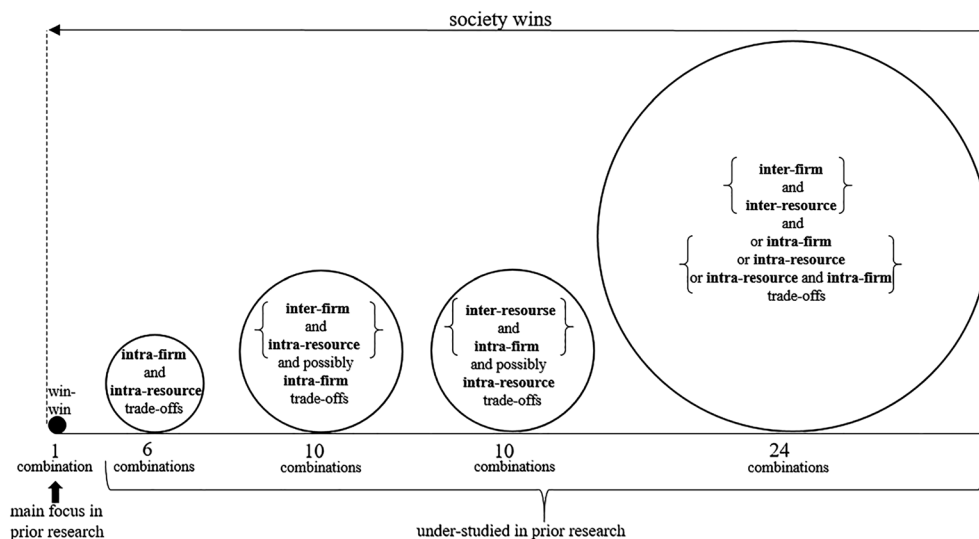 society wins
win-
win
intra-firm
and
intra-resource
trade-offs
inter-firm
and
intra-resource
and possibly
intra-firm
trade-offs
inter-resourse
and
intra-firm
and possibly
intra-resource
trade-offs
inter-firm
and
inter-resource
and
or intra-firm
or intra-resource
or intra-resource and intra-firm
trade-offs
1
combination
6
combinations
10
combinations
10
combinations
24
combinations
main focus in
prior research
under-studied in prior research